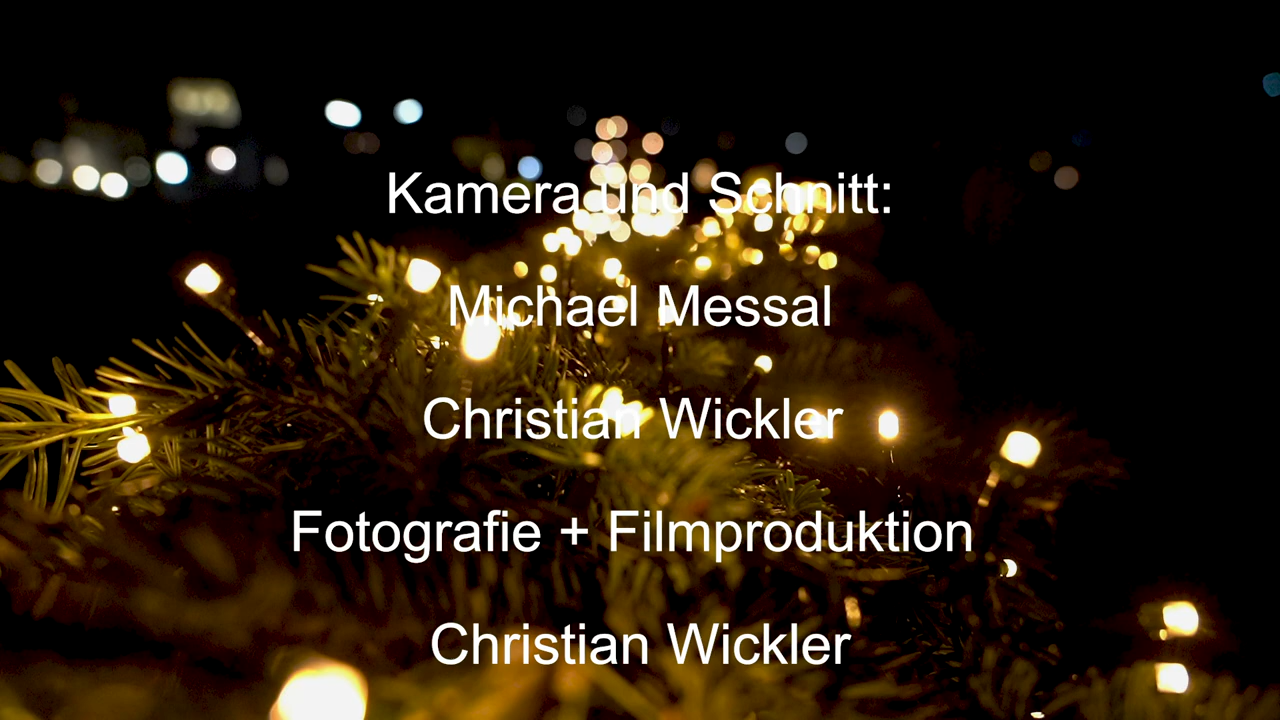 Kamera und Schnitt:
Michael Messal
Christian Wickler
Fotografie + Filmproduktion
Christian Wickler